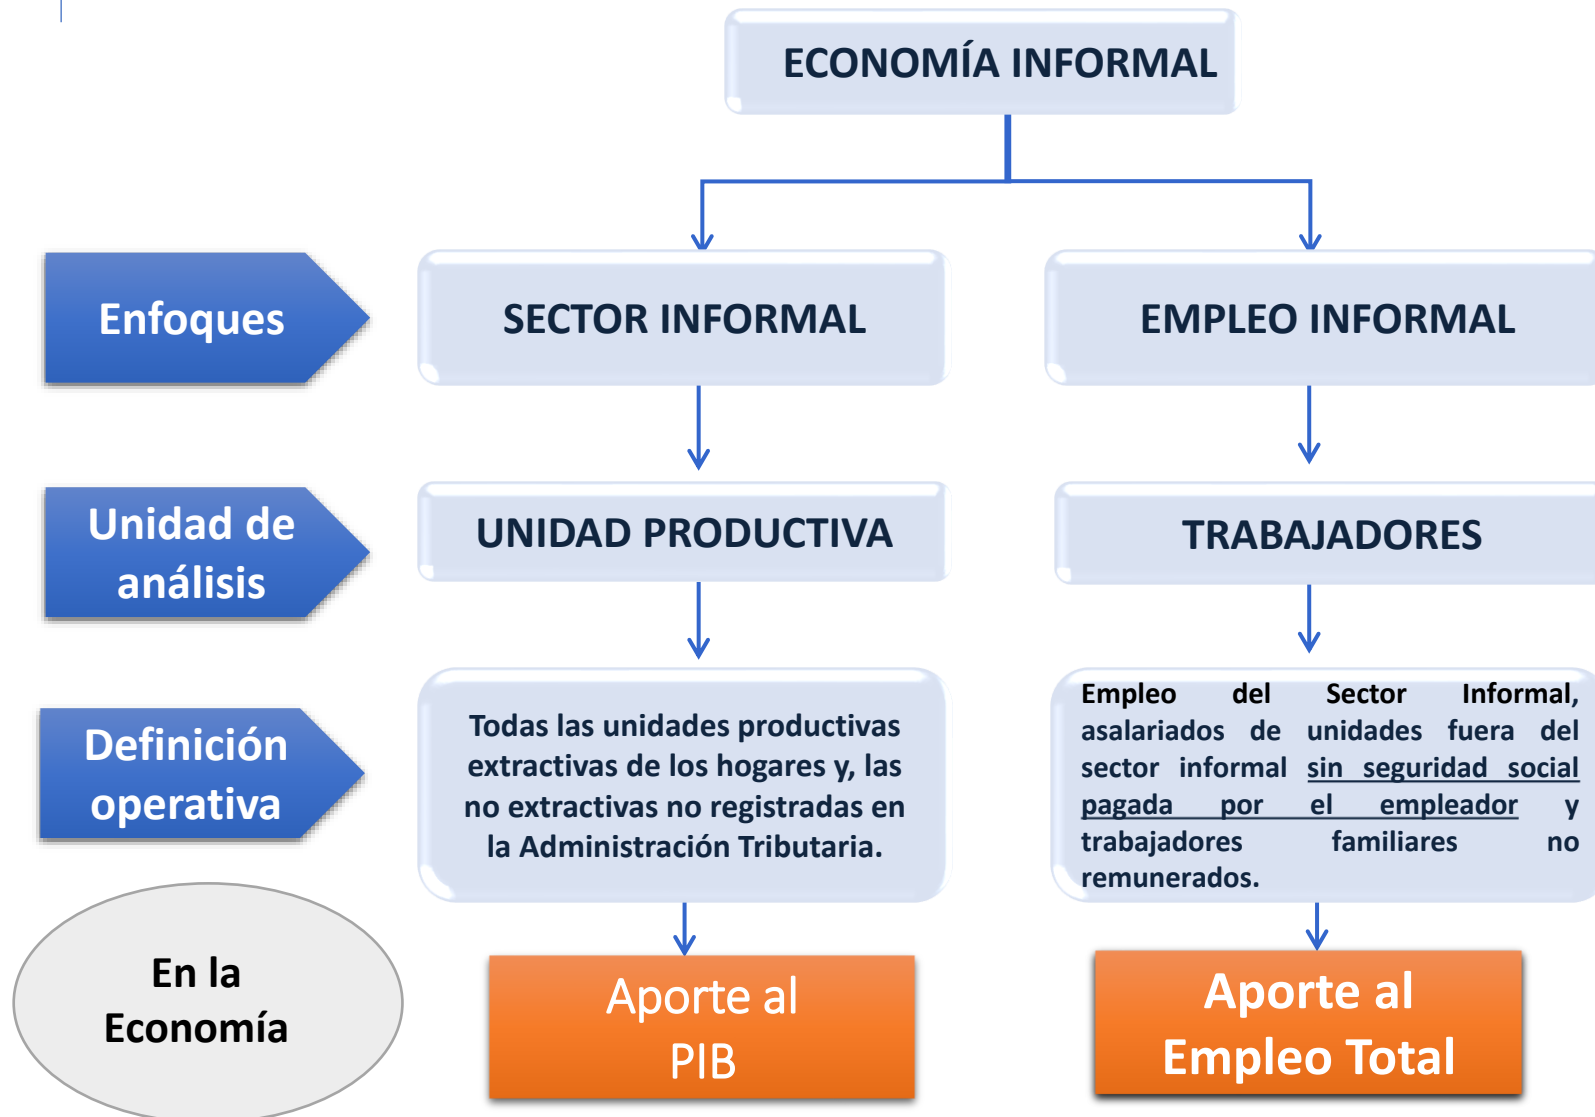 ECONOMÍA INFORMAL
Enfoques
SECTOR INFORMAL
EMPLEO INFORMAL
Unidad de
análisis
UNIDAD PRODUCTIVA
TRABAJADORES
Definición
operativa
Todas las unidades productivas
extractivas de los hogares y, las
no extractivas no registradas en
la Administración Tributaria.
Empleo del Sector Informal,
asalariados de unidades fuera del
sector informal sin seguridad social
pagada por el empleador y
trabajadores familiares no
remunerados.
En la
Economía
Aporte al
PIB
Aporte al
Empleo Total